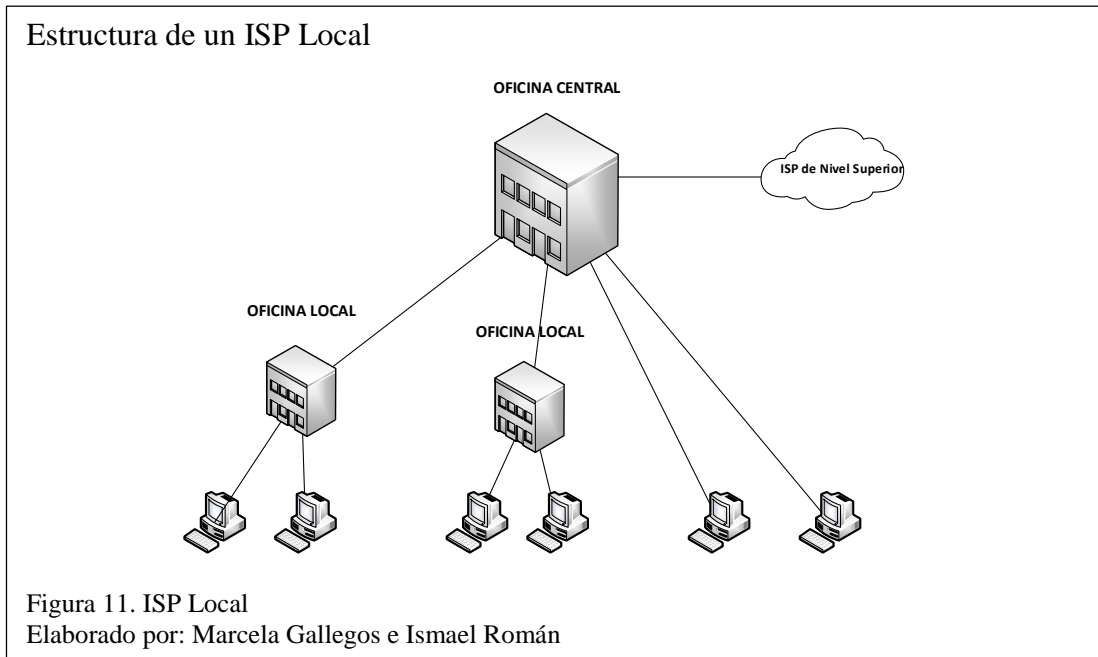 Estructura de un ISP Local
OFICINA CENTRAL
ISP de Nivel Superior
OFICINA LOCAL
OFICINA LOCAL
Figura 11. ISP Local
Elaborado por: Marcela Gallegos e Ismael Román